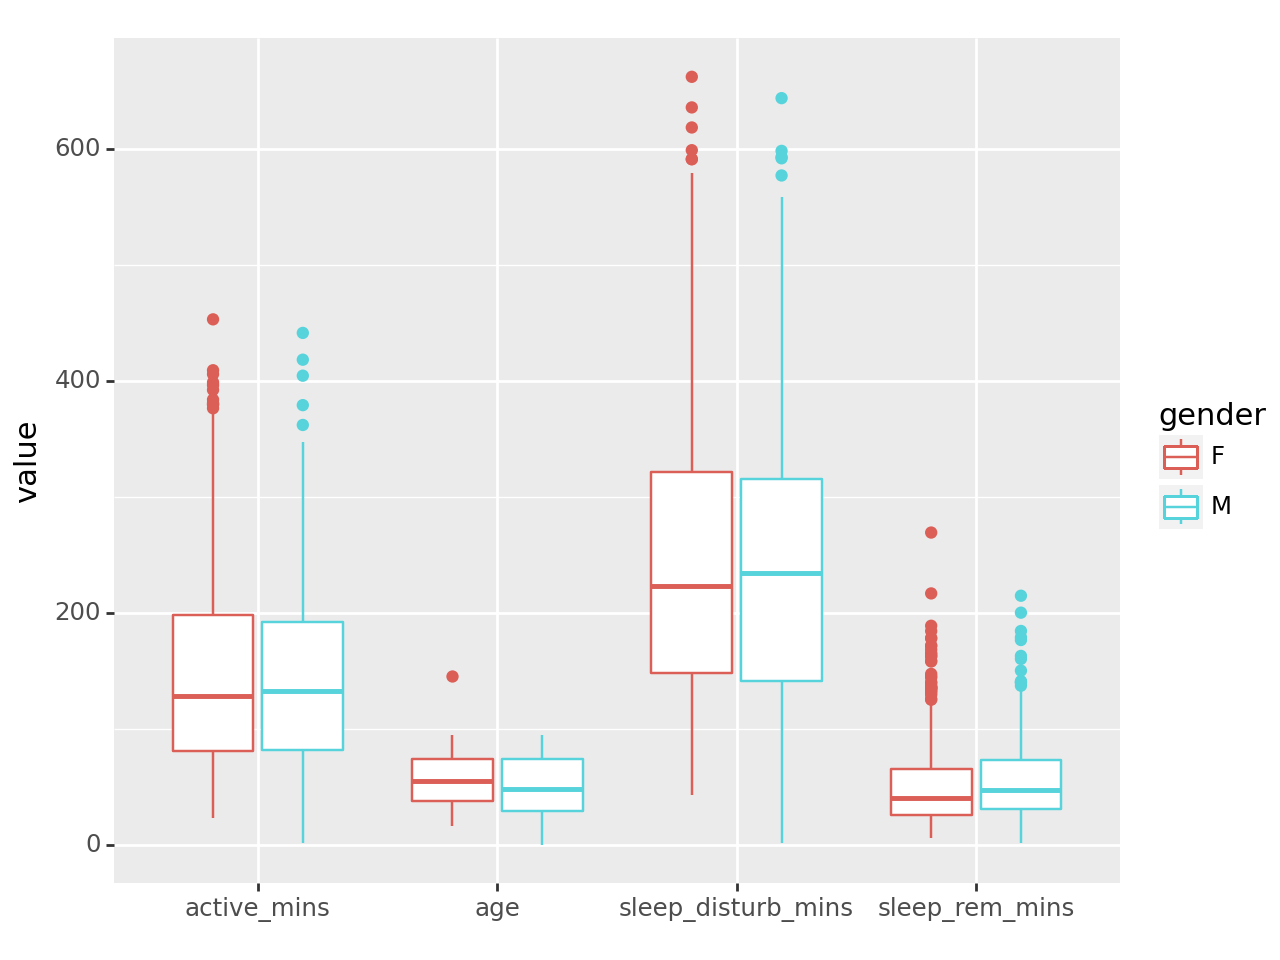 value
600
400
200
0
active_mins
age
sleep_disturb_mins
sleep_rem_mins
gender
F
M